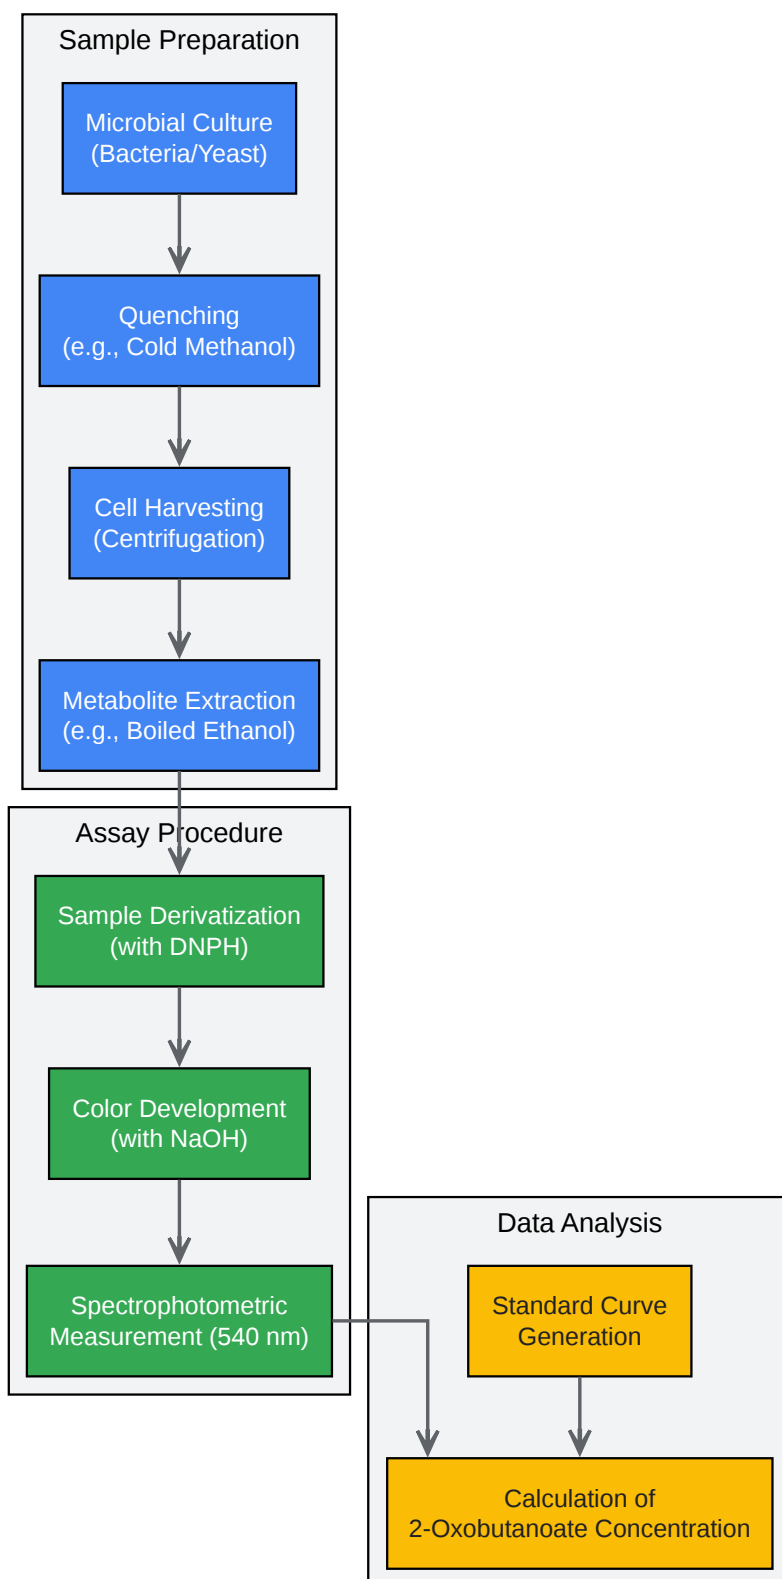 Sample Preparation
Microbial Culture
(Bacteria/Yeast)
Quenching
(e.g., Cold Methanol)
Cell Harvesting
(Centrifugation)
Metabolite Extraction
(e.g., Boiled Ethanol)
Assay Procedure
Sample Derivatization
(with DNPH)
Color Development
(with NaOH)
Spectrophotometric
Measurement (540 nm)
Data Analysis
Standard Curve
Generation
Calculation of
2-Oxobutanoate Concentration